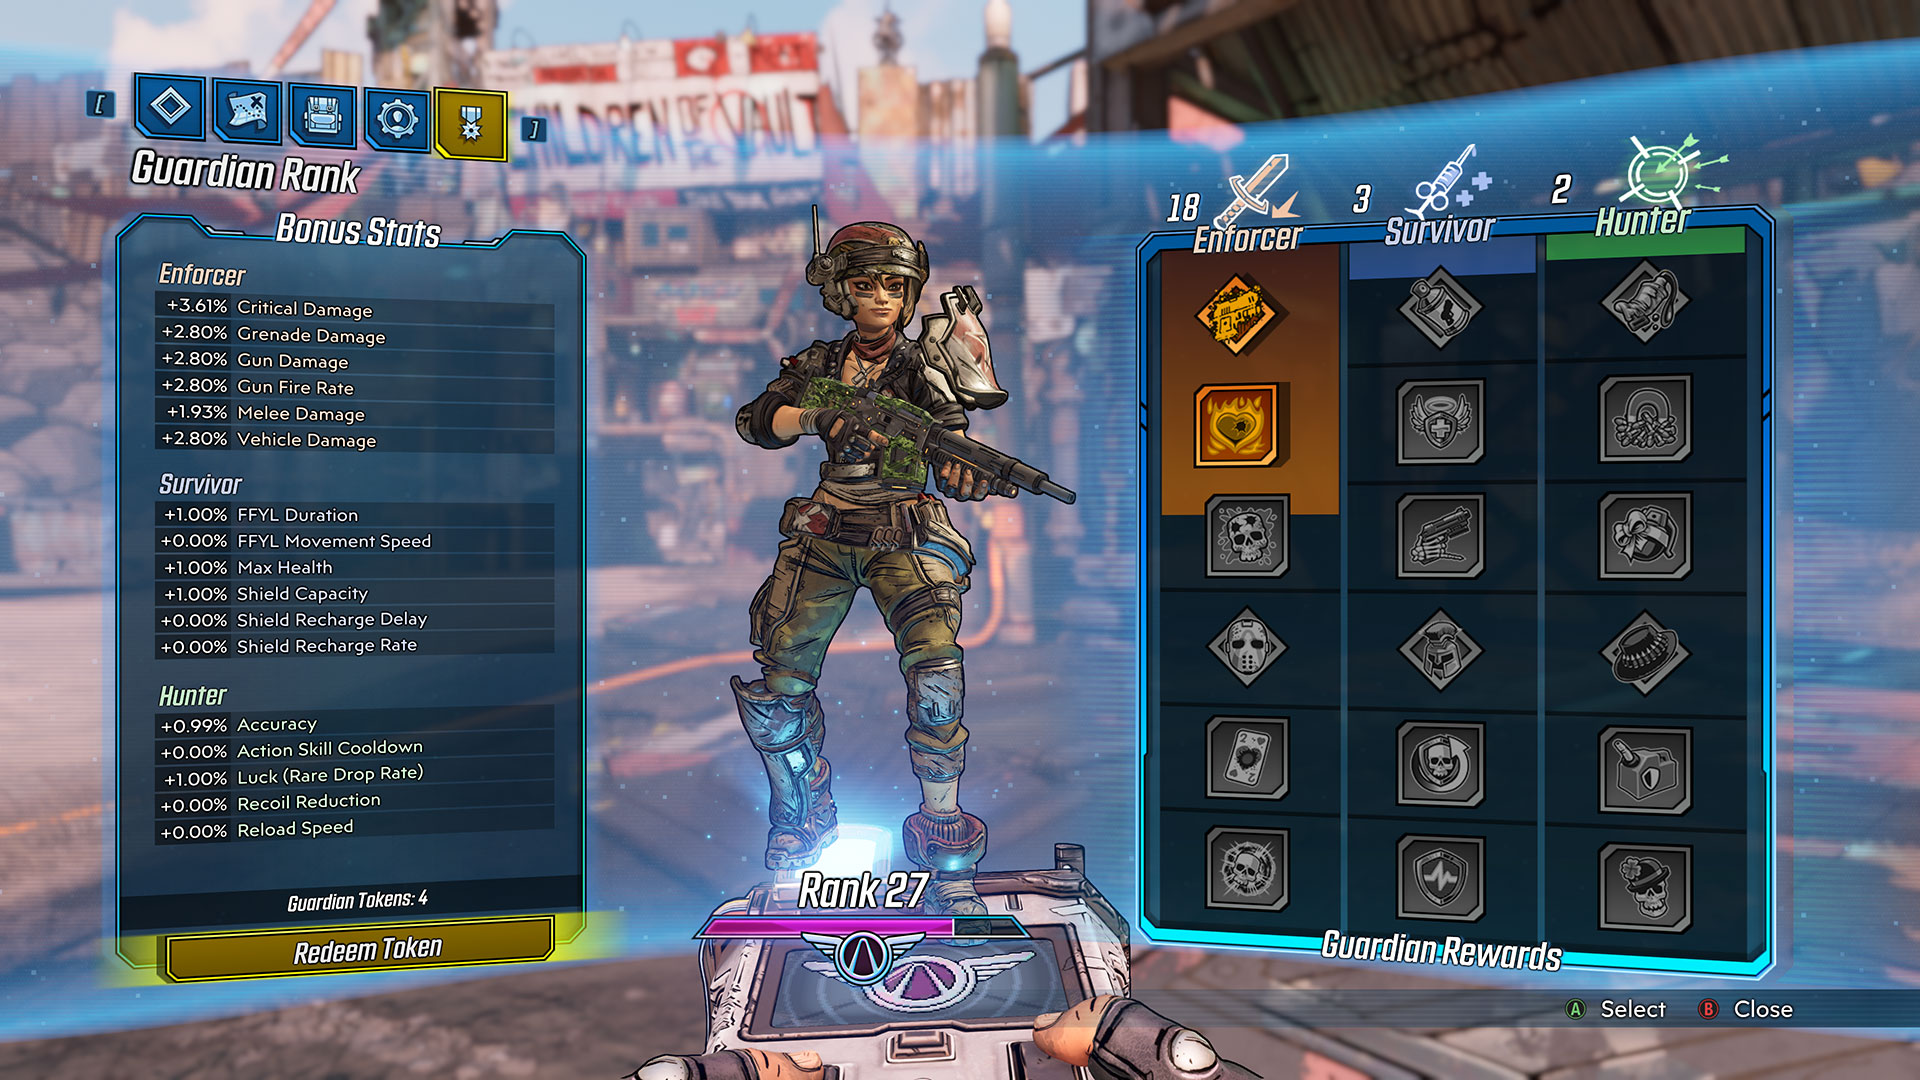 [
]
Guardian Rank
Bonus Stats
Enforcer
+3.61% Critical Damage
+2.80% Grenade Damage
+2.80% Gun Damage
+2.80% Gun Fire Rate
+1.93% Melee Damage
+2.80% Vehicle Damage
Survivor
+1.00% FFYL Duration
+0.00% FFYL Movement Speed
+1.00% Max Health
+1.00% Shield Capacity
+0.00% Shield Recharge Delay
+0.00% Shield Recharge Rate
Hunter
+0.99% Accuracy
+0.00% Action Skill Cooldown
+1.00% Luck (Rare Drop Rate)
+0.00% Recoil Reduction
+0.00% Reload Speed
Guardian Tokens: 4
Redeem Token
CHILDREN OF THE VAULT
Rank 27
18 Enforcer
3 Survivor
2 Hunter
Guardian Rewards
A Select B Close